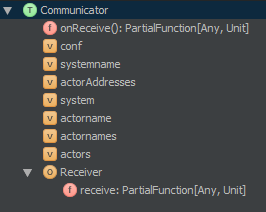 T Communicator
f onReceive(): PartialFunction[Any, Unit]
v conf
v systemname
v actorAddresses
v system
v actorname
v actornames
v actors
O Receiver
f receive: PartialFunction[Any, Unit]